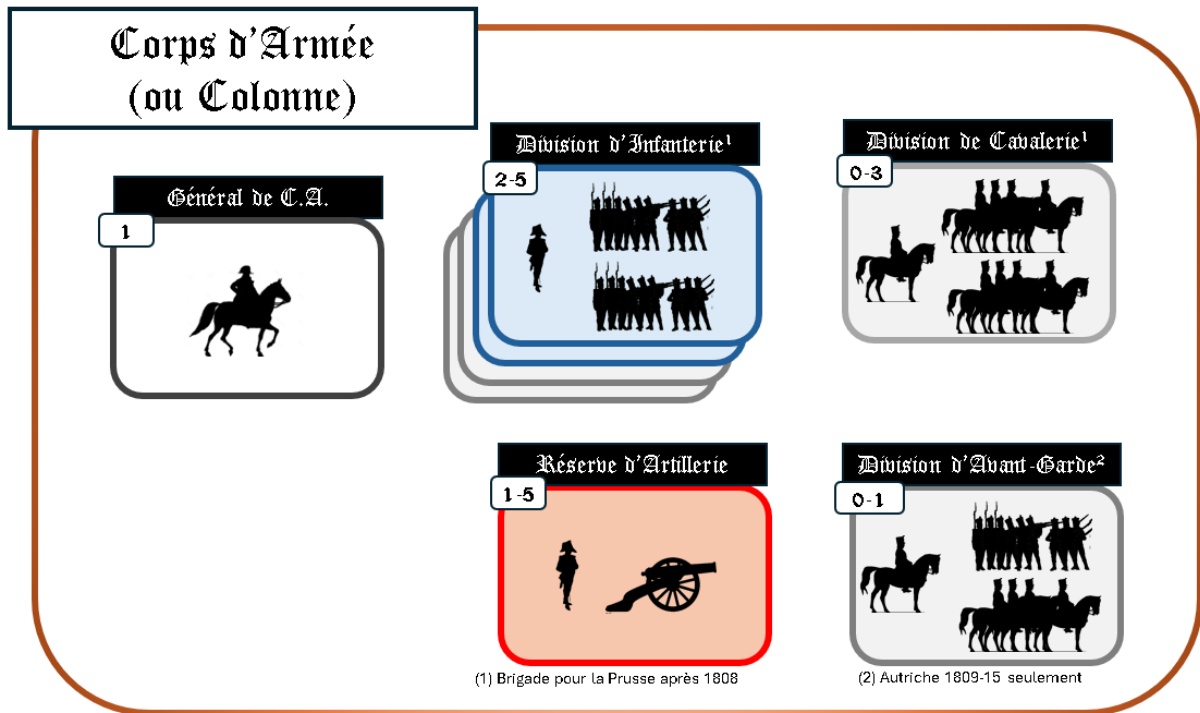 Corps d'Armée
(ou Colonne)
Général de C.A.
1
Division d'Infanterie¹
2-5
Division de Cavalerie¹
0-3
Réserve d'Artillerie
1-5
Division d'Avant-Garde²
0-1
(1) Brigade pour la Prusse après 1808
(2) Autriche 1809-15 seulement